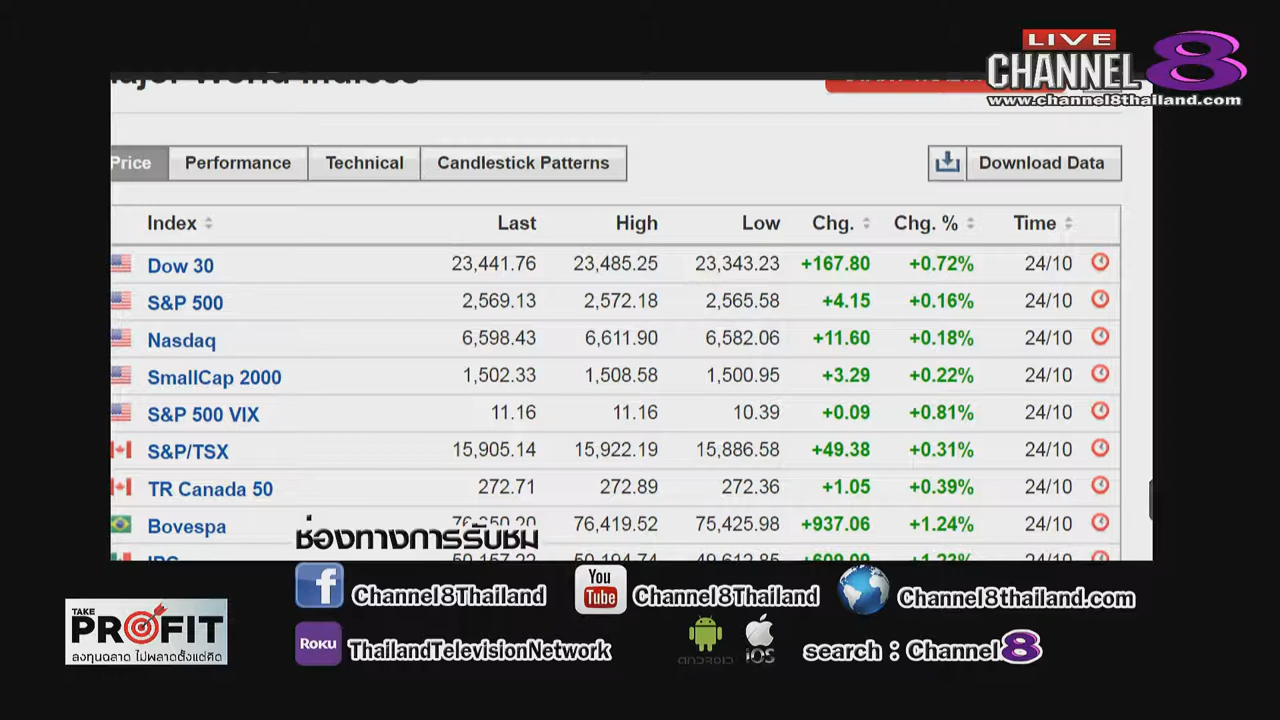 LIVE
CHANNEL 8
www.channel8thailand.com
Major World Indices
Price Performance Technical Candlestick Patterns Download Data
Index Last High Low Chg. Chg. % Time
Dow 30 23,441.76 23,485.25 23,343.23 +167.80 +0.72% 24/10
S&P 500 2,569.13 2,572.18 2,565.58 +4.15 +0.16% 24/10
Nasdaq 6,598.43 6,611.90 6,582.06 +11.60 +0.18% 24/10
SmallCap 2000 1,502.33 1,508.58 1,500.95 +3.29 +0.22% 24/10
S&P 500 VIX 11.16 11.16 10.39 +0.09 +0.81% 24/10
S&P/TSX 15,905.14 15,922.19 15,886.58 +49.38 +0.31% 24/10
TR Canada 50 272.71 272.89 272.36 +1.05 +0.39% 24/10
Bovespa 76,419.52 75,425.98 +937.06 +1.24% 24/10
ช่องทางการรับชม
f Channel8Thailand You Tube Channel8Thailand Channel8thailand.com
TAKE
PROFIT
ลงทุนฉลาด ไม่พลาดตั้งแต่คิด
ROKU ThailandTelevisionNetwork ANDROID iOS search : Channel 8